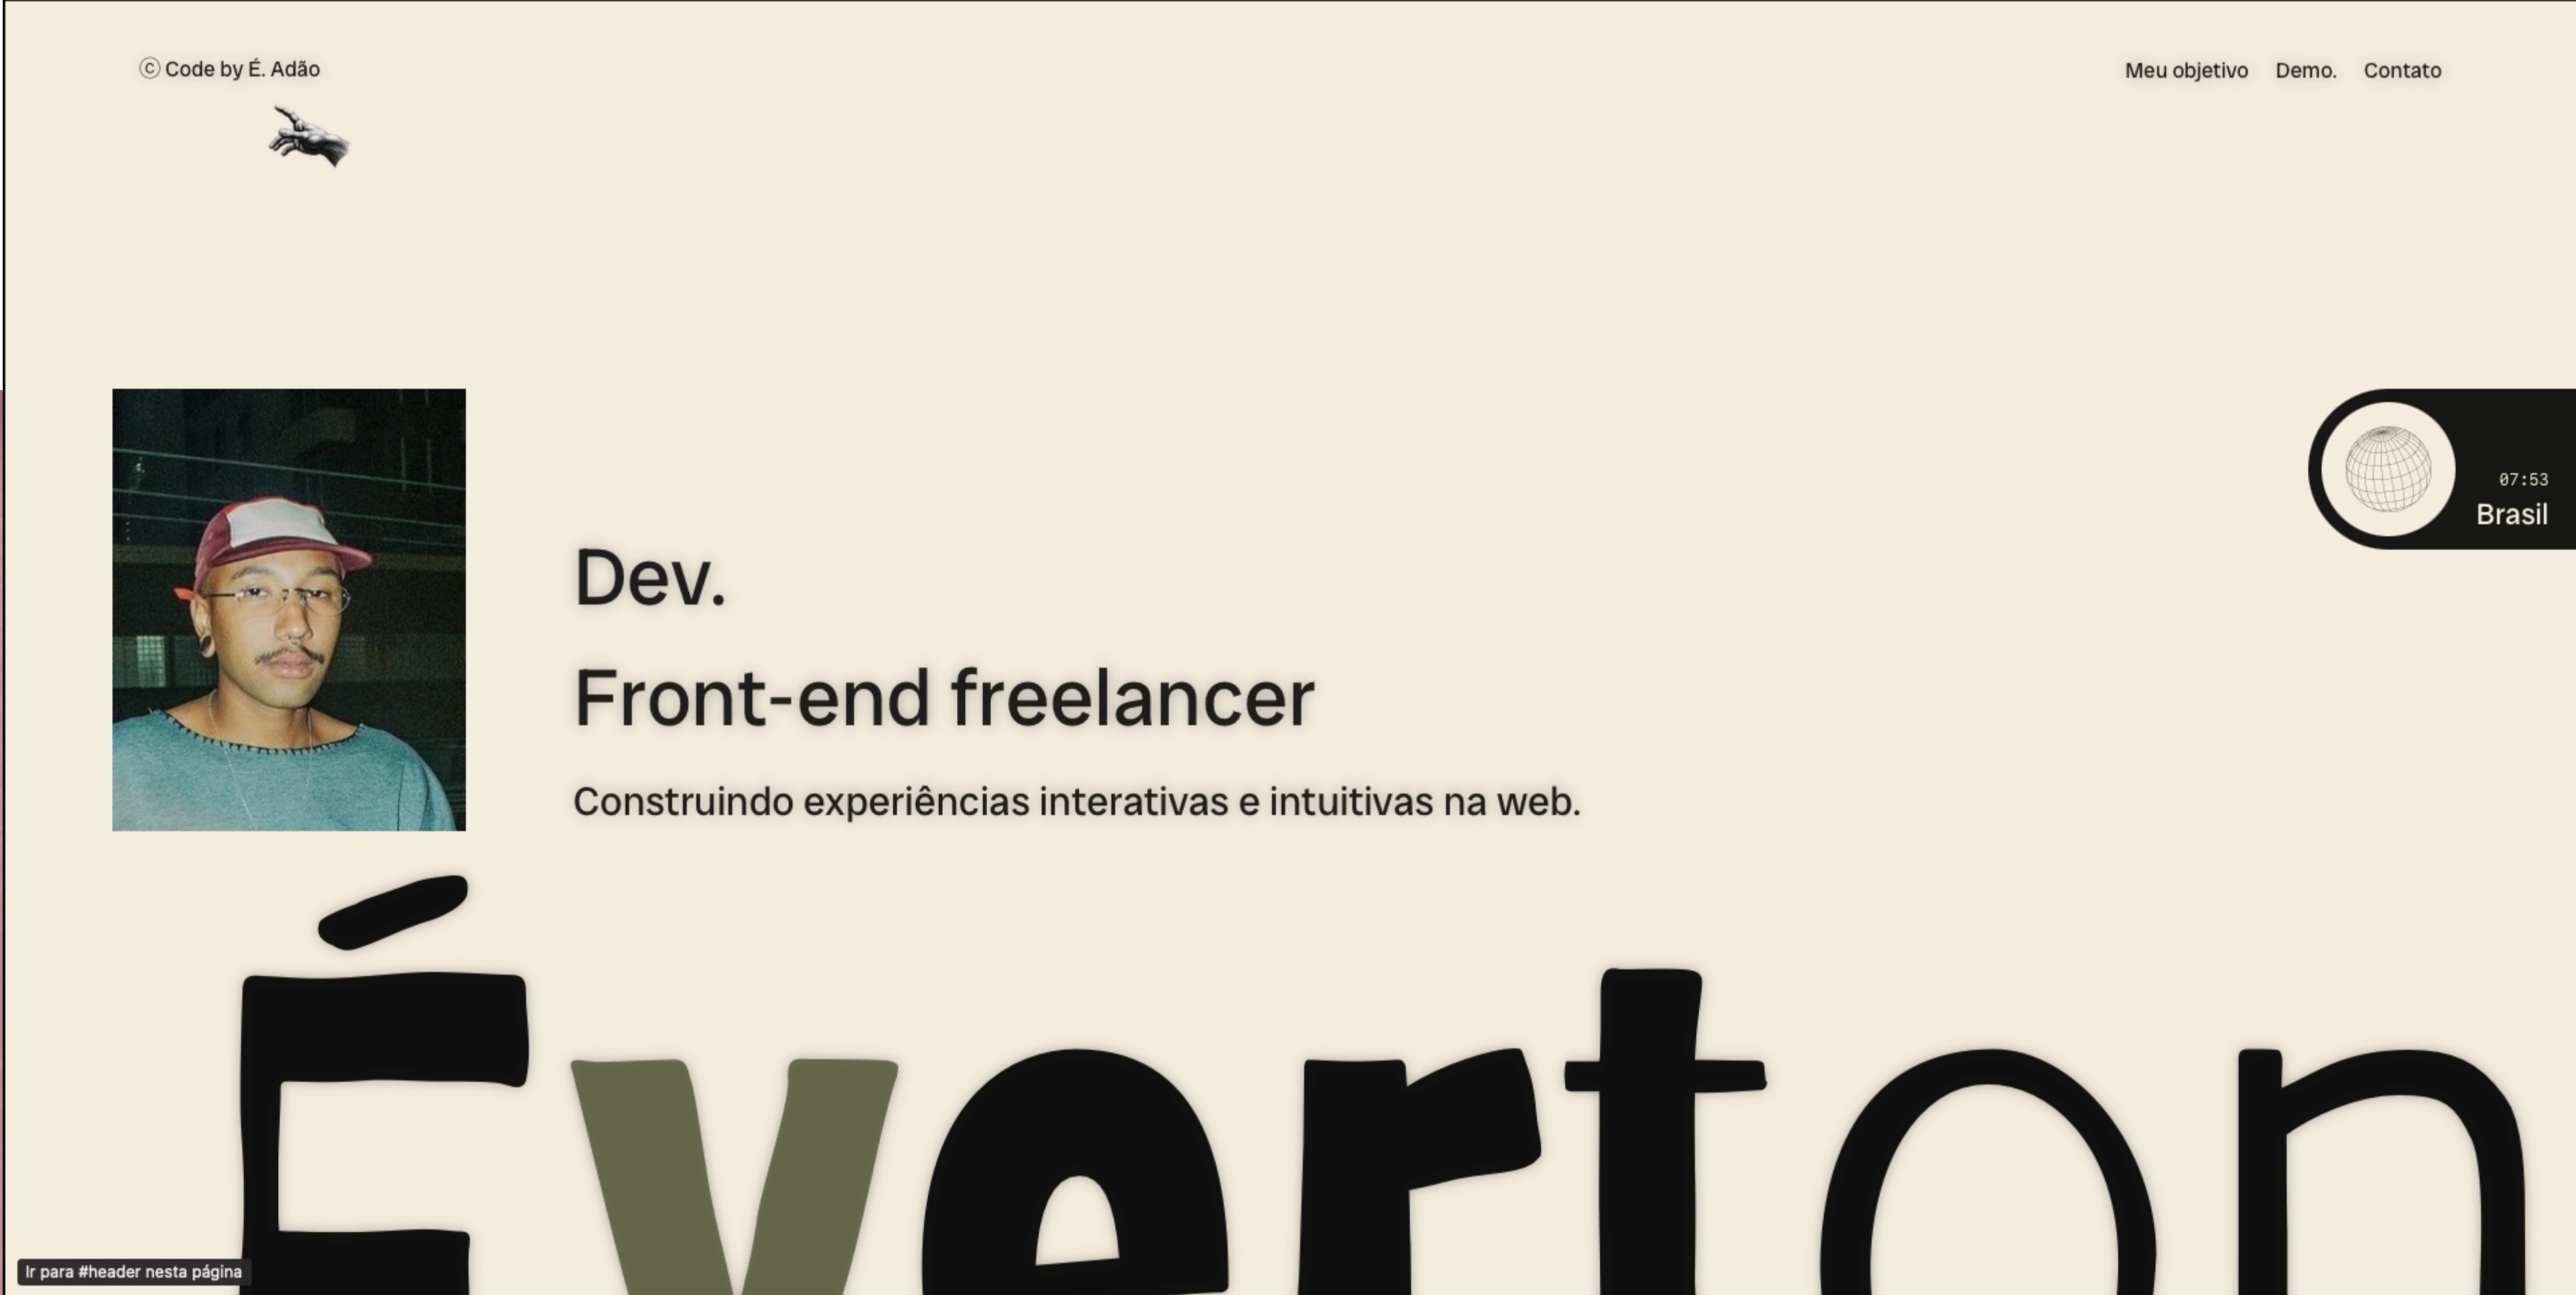 © Code by É. Adão
Meu objetivo Demo. Contato
07:53
Brasil
Dev.
Front-end freelancer
Construindo experiências interativas e intuitivas na web.
Éverton
Ir para #header nesta página